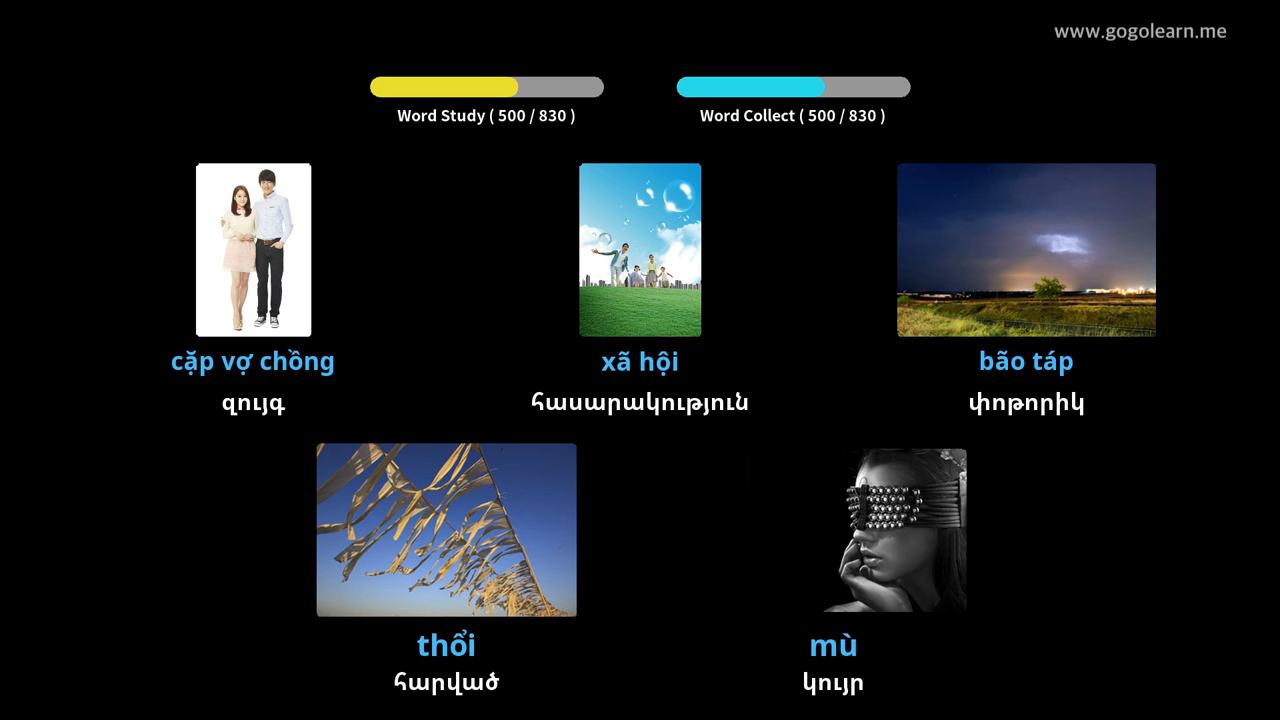 www.gogolearn.me
Word Study ( 500 / 830 )
Word Collect ( 500 / 830 )
cặp vợ chồng
զույգ
xã hội
հասարակություն
bão táp
փոթորիկ
thổi
հարված
mù
կույր